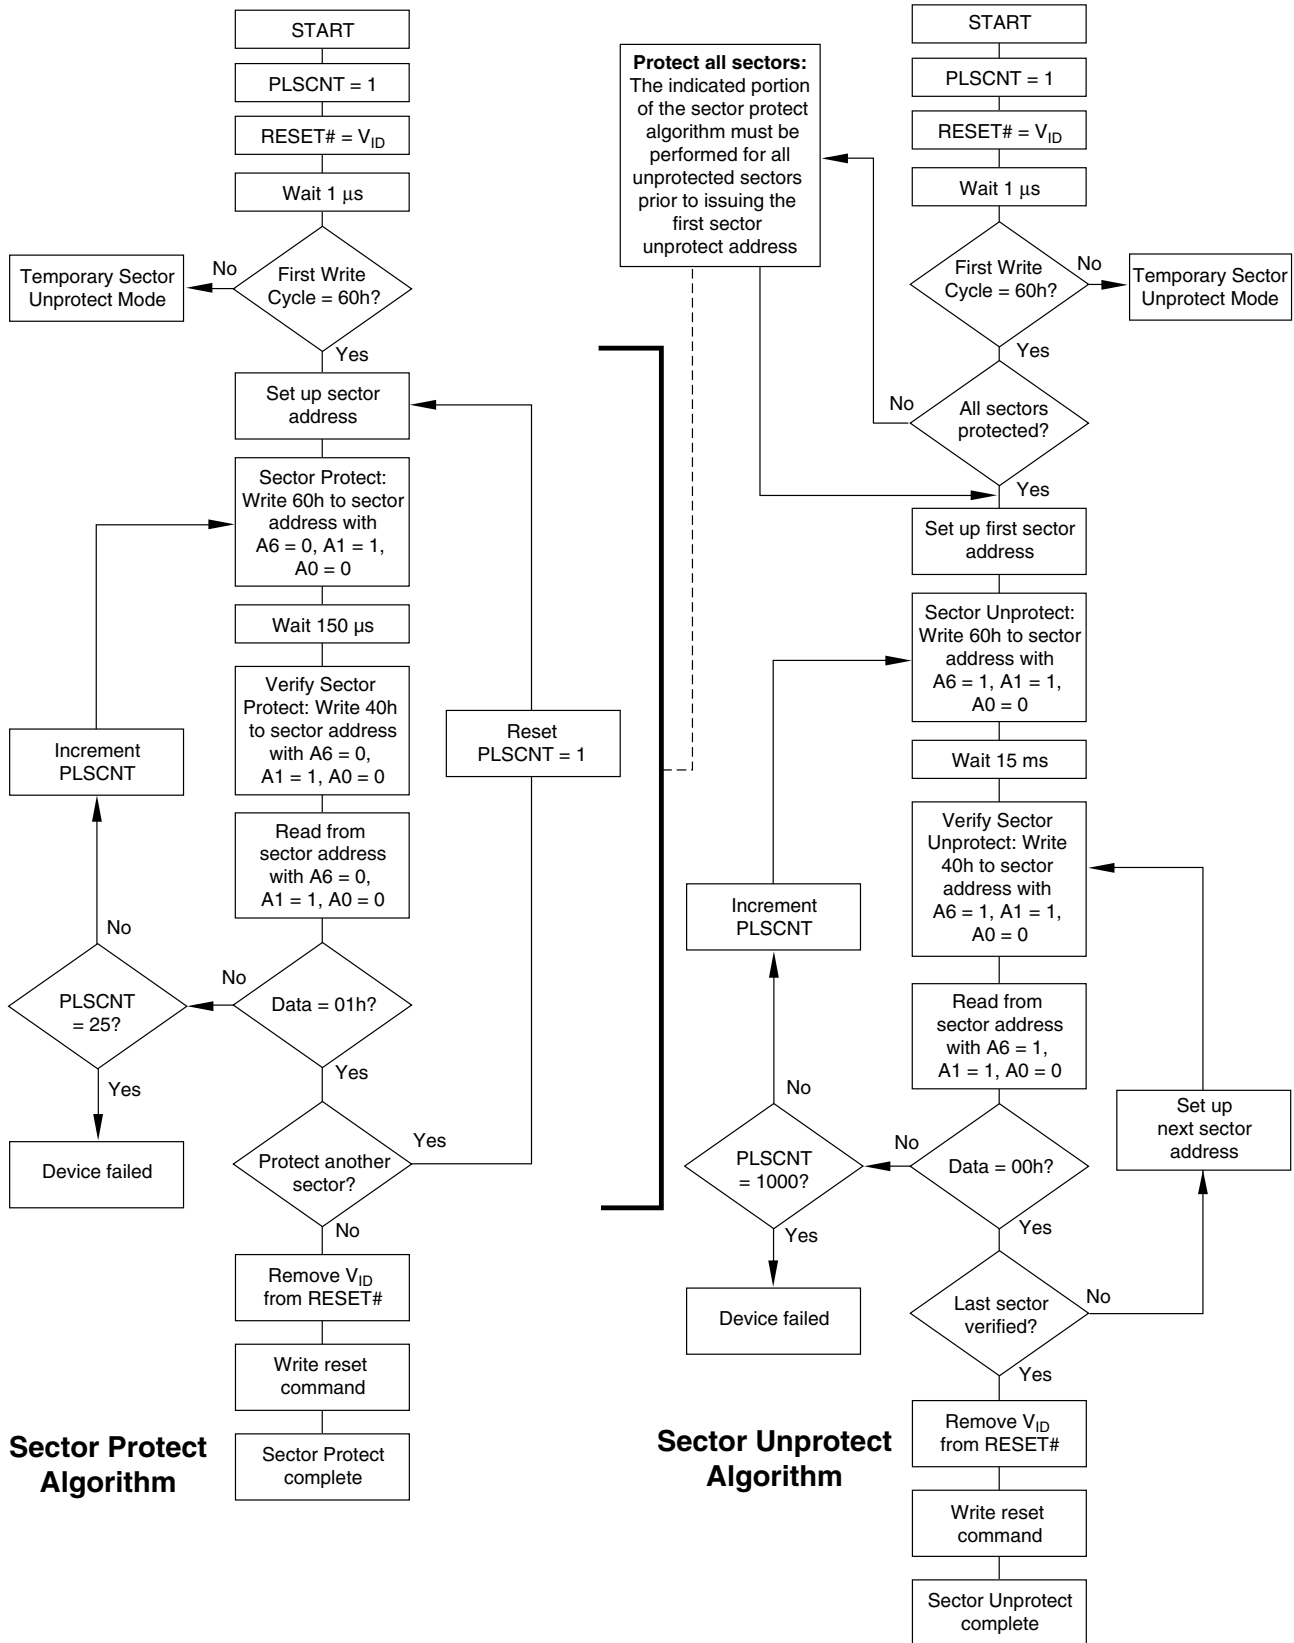 START
PLSCNT = 1
RESET# = VID
Wait 1 μs
First Write
Cycle = 60h?
No
Temporary Sector
Unprotect Mode
Yes
Set up sector
address
Sector Protect:
Write 60h to sector
address with
A6 = 0, A1 = 1,
A0 = 0
Wait 150 µs
Verify Sector
Protect: Write 40h
to sector address
with A6 = 0,
A1 = 1, A0 = 0
Increment
PLSCNT
Reset
PLSCNT = 1
Read from
sector address
with A6 = 0,
A1 = 1, A0 = 0
No
PLSCNT
= 25?
No
Data = 01h?
Yes
Yes
Device failed
Protect another
sector?
Yes
No
Remove VID
from RESET#
Write reset
command
Sector Protect
complete
Sector Protect
Algorithm
Protect all sectors:
The indicated portion
of the sector protect
algorithm must be
performed for all
unprotected sectors
prior to issuing the
first sector
unprotect address
START
PLSCNT = 1
RESET# = VID
Wait 1 μs
First Write
Cycle = 60h?
No
Temporary Sector
Unprotect Mode
Yes
No
All sectors
protected?
Yes
Set up first sector
address
Sector Unprotect:
Write 60h to sector
address with
A6 = 1, A1 = 1,
A0 = 0
Wait 15 ms
Verify Sector
Unprotect: Write
40h to sector
address with
A6 = 1, A1 = 1,
A0 = 0
Increment
PLSCNT
Read from
sector address
with A6 = 1,
A1 = 1, A0 = 0
No
Set up
next sector
address
PLSCNT
= 1000?
No
Data = 00h?
Yes
Yes
Device failed
Last sector
verified?
No
Yes
Remove VID
from RESET#
Write reset
command
Sector Unprotect
complete
Sector Unprotect
Algorithm